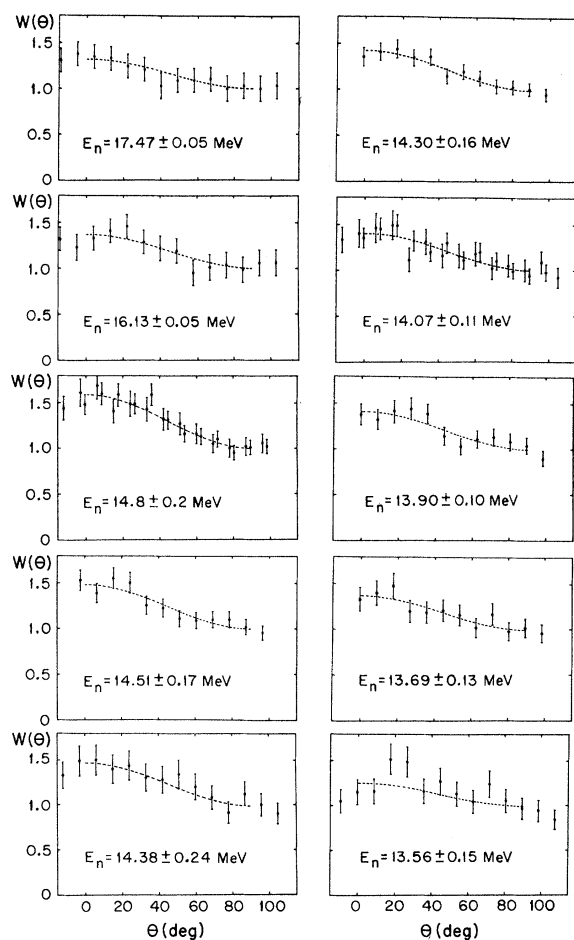 W(θ)
1.5
1.0
0.5
0
E_n = 17.47 ± 0.05 MeV
E_n = 14.30 ± 0.16 MeV
W(θ)
1.5
1.0
0.5
0
E_n = 16.13 ± 0.05 MeV
E_n = 14.07 ± 0.11 MeV
W(θ)
1.5
1.0
0.5
0
E_n = 14.8 ± 0.2 MeV
E_n = 13.90 ± 0.10 MeV
W(θ)
1.5
1.0
0.5
0
E_n = 14.51 ± 0.17 MeV
E_n = 13.69 ± 0.13 MeV
W(θ)
1.5
1.0
0.5
0
E_n = 14.38 ± 0.24 MeV
E_n = 13.56 ± 0.15 MeV
0 20 40 60 80 100
0 20 40 60 80 100
θ (deg)
θ (deg)